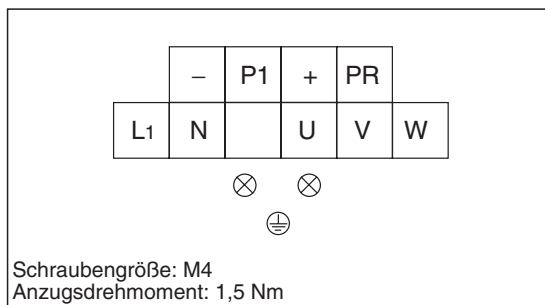 − P1 + PR
L1 N U V W
Schraubengröße: M4
Anzugsdrehmoment: 1,5 Nm